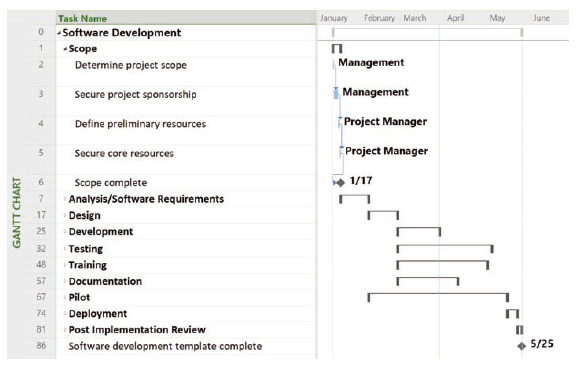 Task Name January February March April May June
0 Software Development
1 Scope
2 Determine project scope Management
3 Secure project sponsorship Management
4 Define preliminary resources Project Manager
5 Secure core resources Project Manager
6 Scope complete 1/17
7 Analysis/Software Requirements
17 Design
25 Development
32 Testing
48 Training
57 Documentation
67 Pilot
74 Deployment
81 Post Implementation Review
86 Software development template complete 5/25
GANTT CHART